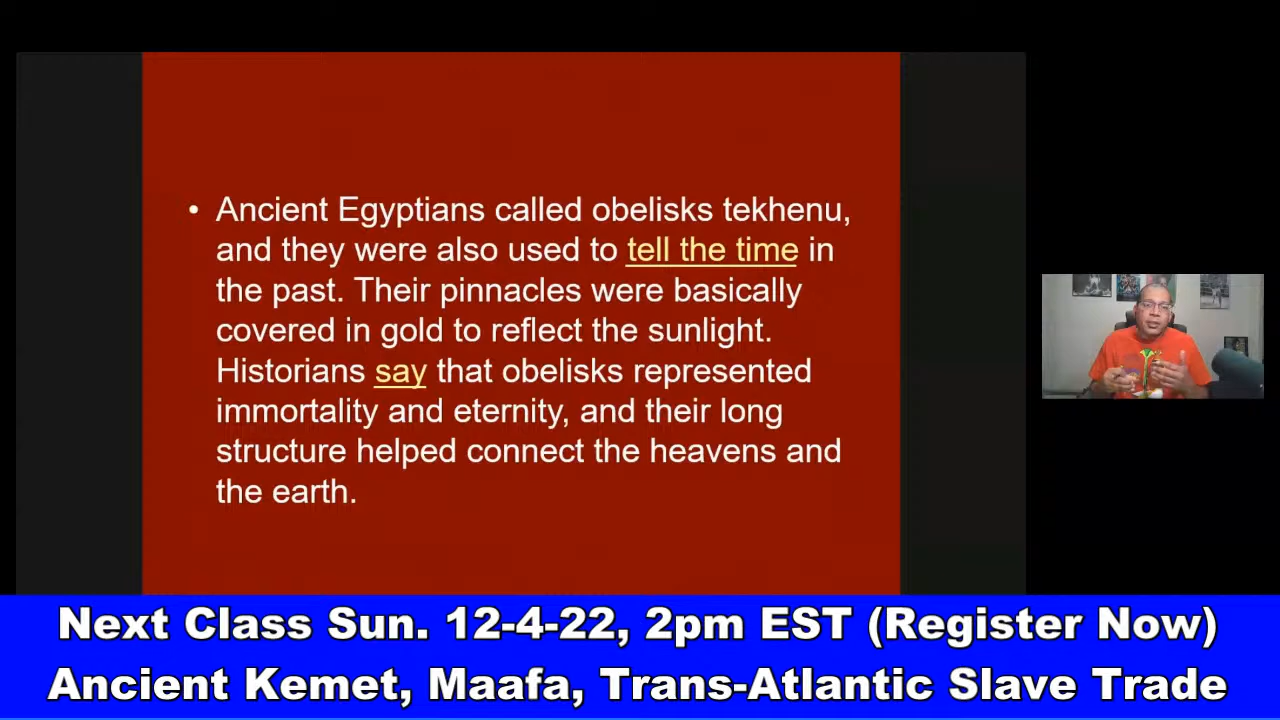 • Ancient Egyptians called obelisks tekhenu,
and they were also used to tell the time in
the past. Their pinnacles were basically
covered in gold to reflect the sunlight.
Historians say that obelisks represented
immortality and eternity, and their long
structure helped connect the heavens and
the earth.
Next Class Sun. 12-4-22, 2pm EST (Register Now)
Ancient Kemet, Maafa, Trans-Atlantic Slave Trade